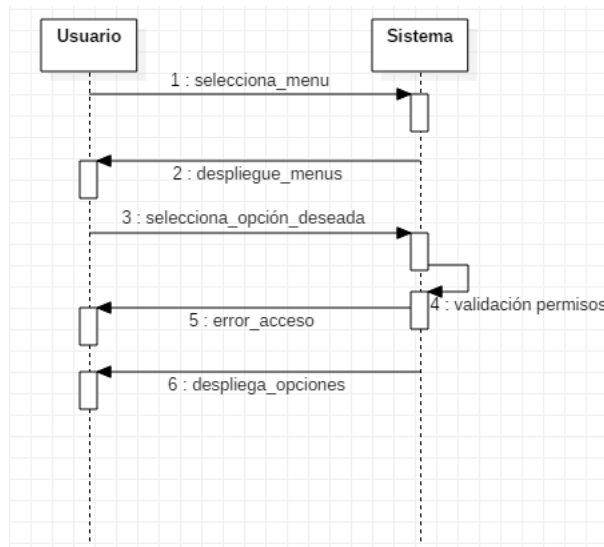 Usuario
Sistema
1 : selecciona_menu
2 : despliegue_menus
3 : selecciona_opción_deseada
4 : validación permisos
5 : error_acceso
6 : despliega_opciones